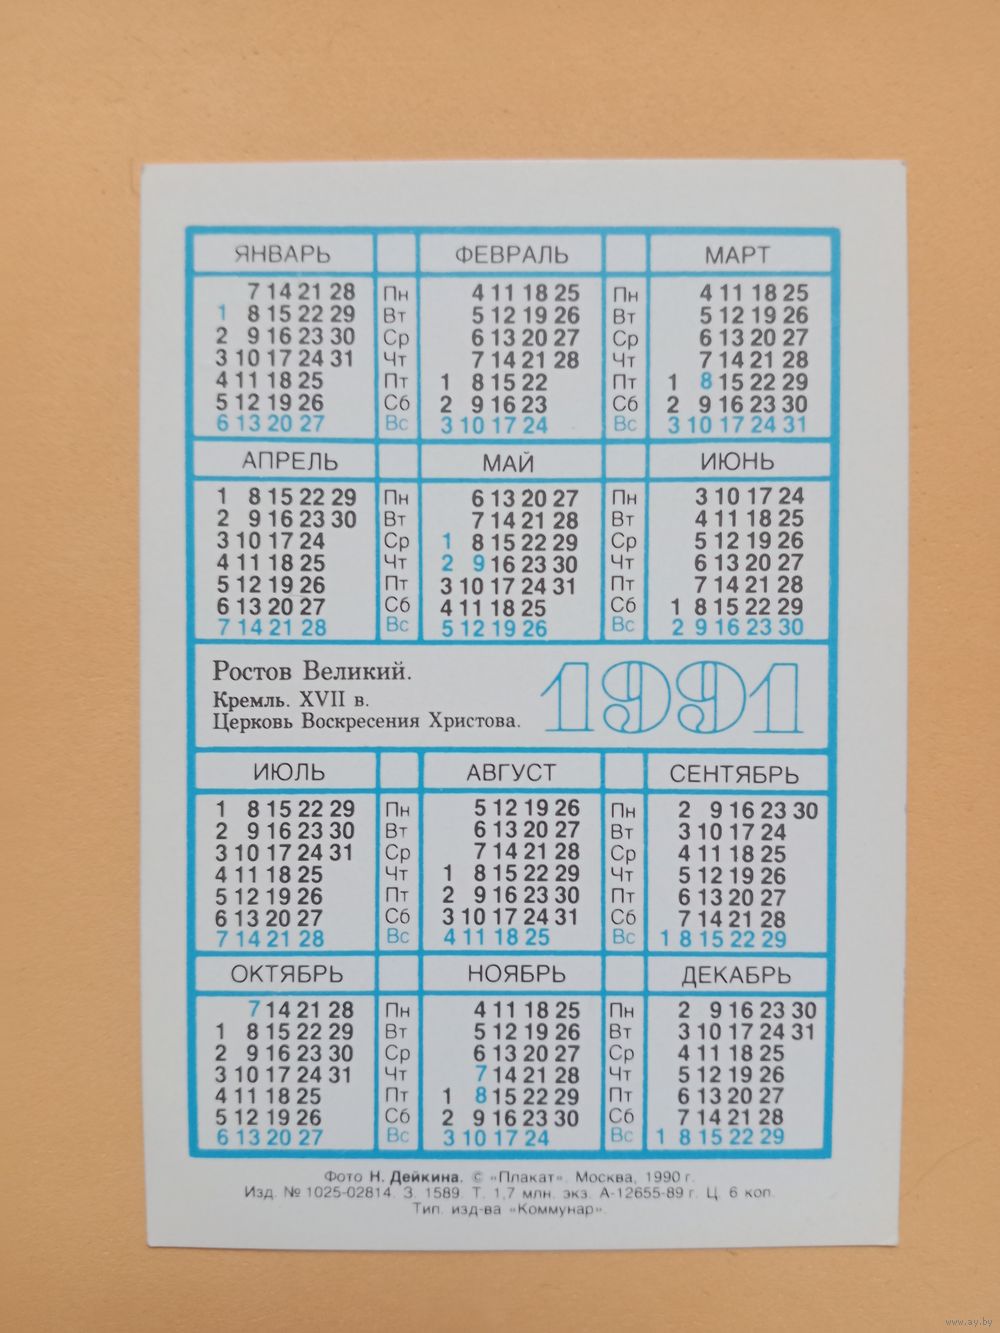 ЯНВАРЬ ФЕВРАЛЬ МАРТ
7 14 21 28 Пн 4 11 18 25 Пн 4 11 18 25
1 8 15 22 29 Вт 5 12 19 26 Вт 5 12 19 26
2 9 16 23 30 Ср 6 13 20 27 Ср 6 13 20 27
3 10 17 24 31 Чт 7 14 21 28 Чт 7 14 21 28
4 11 18 25 Пт 1 8 15 22 Пт 1 8 15 22 29
5 12 19 26 Сб 2 9 16 23 Сб 2 9 16 23 30
6 13 20 27 Вс 3 10 17 24 Вс 3 10 17 24 31
АПРЕЛЬ МАЙ ИЮНЬ
1 8 15 22 29 Пн 6 13 20 27 Пн 3 10 17 24
2 9 16 23 30 Вт 7 14 21 28 Вт 4 11 18 25
3 10 17 24 Ср 1 8 15 22 29 Ср 5 12 19 26
4 11 18 25 Чт 2 9 16 23 30 Чт 6 13 20 27
5 12 19 26 Пт 3 10 17 24 31 Пт 7 14 21 28
6 13 20 27 Сб 4 11 18 25 Сб 1 8 15 22 29
7 14 21 28 Вс 5 12 19 26 Вс 2 9 16 23 30
Ростов Великий.
Кремль. XVII в.
Церковь Воскресения Христова.
1991
ИЮЛЬ АВГУСТ СЕНТЯБРЬ
1 8 15 22 29 Пн 5 12 19 26 Пн 2 9 16 23 30
2 9 16 23 30 Вт 6 13 20 27 Вт 3 10 17 24
3 10 17 24 31 Ср 7 14 21 28 Ср 4 11 18 25
4 11 18 25 Чт 1 8 15 22 29 Чт 5 12 19 26
5 12 19 26 Пт 2 9 16 23 30 Пт 6 13 20 27
6 13 20 27 Сб 3 10 17 24 31 Сб 7 14 21 28
7 14 21 28 Вс 4 11 18 25 Вс 1 8 15 22 29
ОКТЯБРЬ НОЯБРЬ ДЕКАБРЬ
7 14 21 28 Пн 4 11 18 25 Пн 2 9 16 23 30
1 8 15 22 29 Вт 5 12 19 26 Вт 3 10 17 24 31
2 9 16 23 30 Ср 6 13 20 27 Ср 4 11 18 25
3 10 17 24 31 Чт 7 14 21 28 Чт 5 12 19 26
4 11 18 25 Пт 1 8 15 22 29 Пт 6 13 20 27
5 12 19 26 Сб 2 9 16 23 30 Сб 7 14 21 28
6 13 20 27 Вс 3 10 17 24 Вс 1 8 15 22 29
Фото Н. Дейкина. © «Плакат». Москва, 1990 г.
Изд. № 1025-02814. З. 1589. Т. 1,7 млн. экз. А-12655-89 г. Ц. 6 коп.
Тип. изд-ва «Коммунар».
www.ay.by